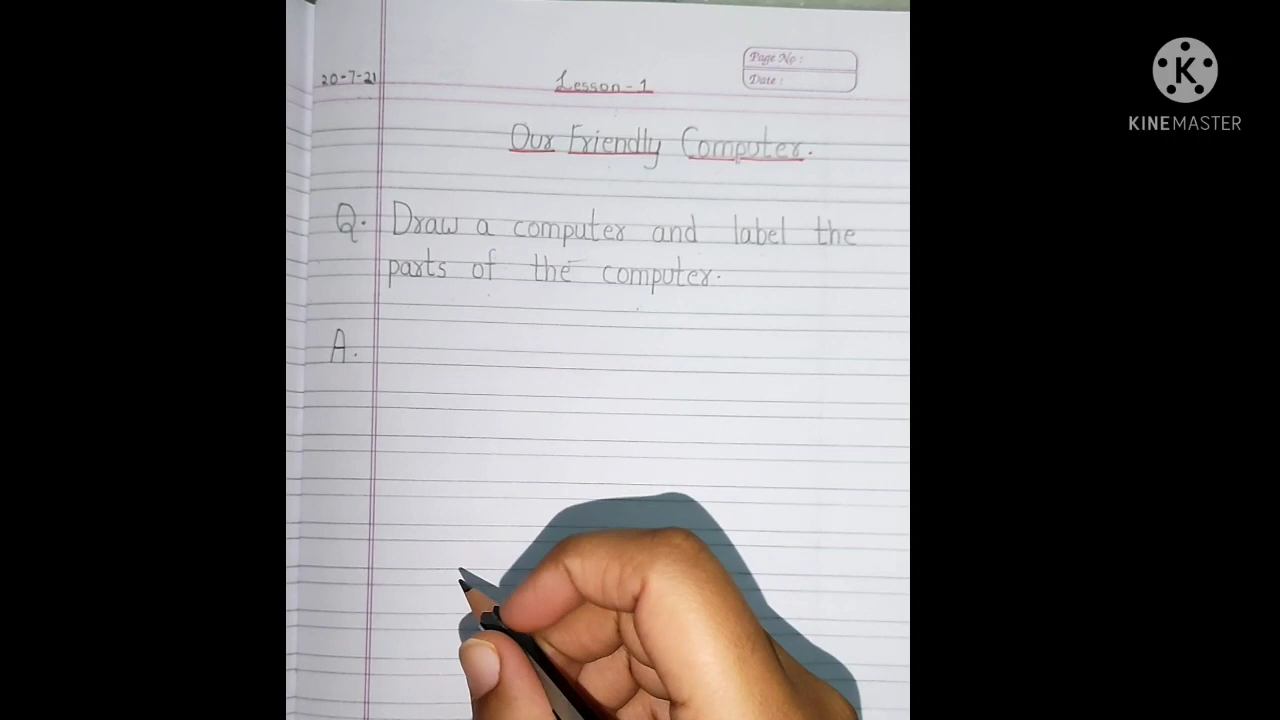 20-7-21
Lesson-1
Page No :
Date :
Our Friendly Computer.
Q. Draw a computer and label the
parts of the computer.
A.
K
KINEMASTER